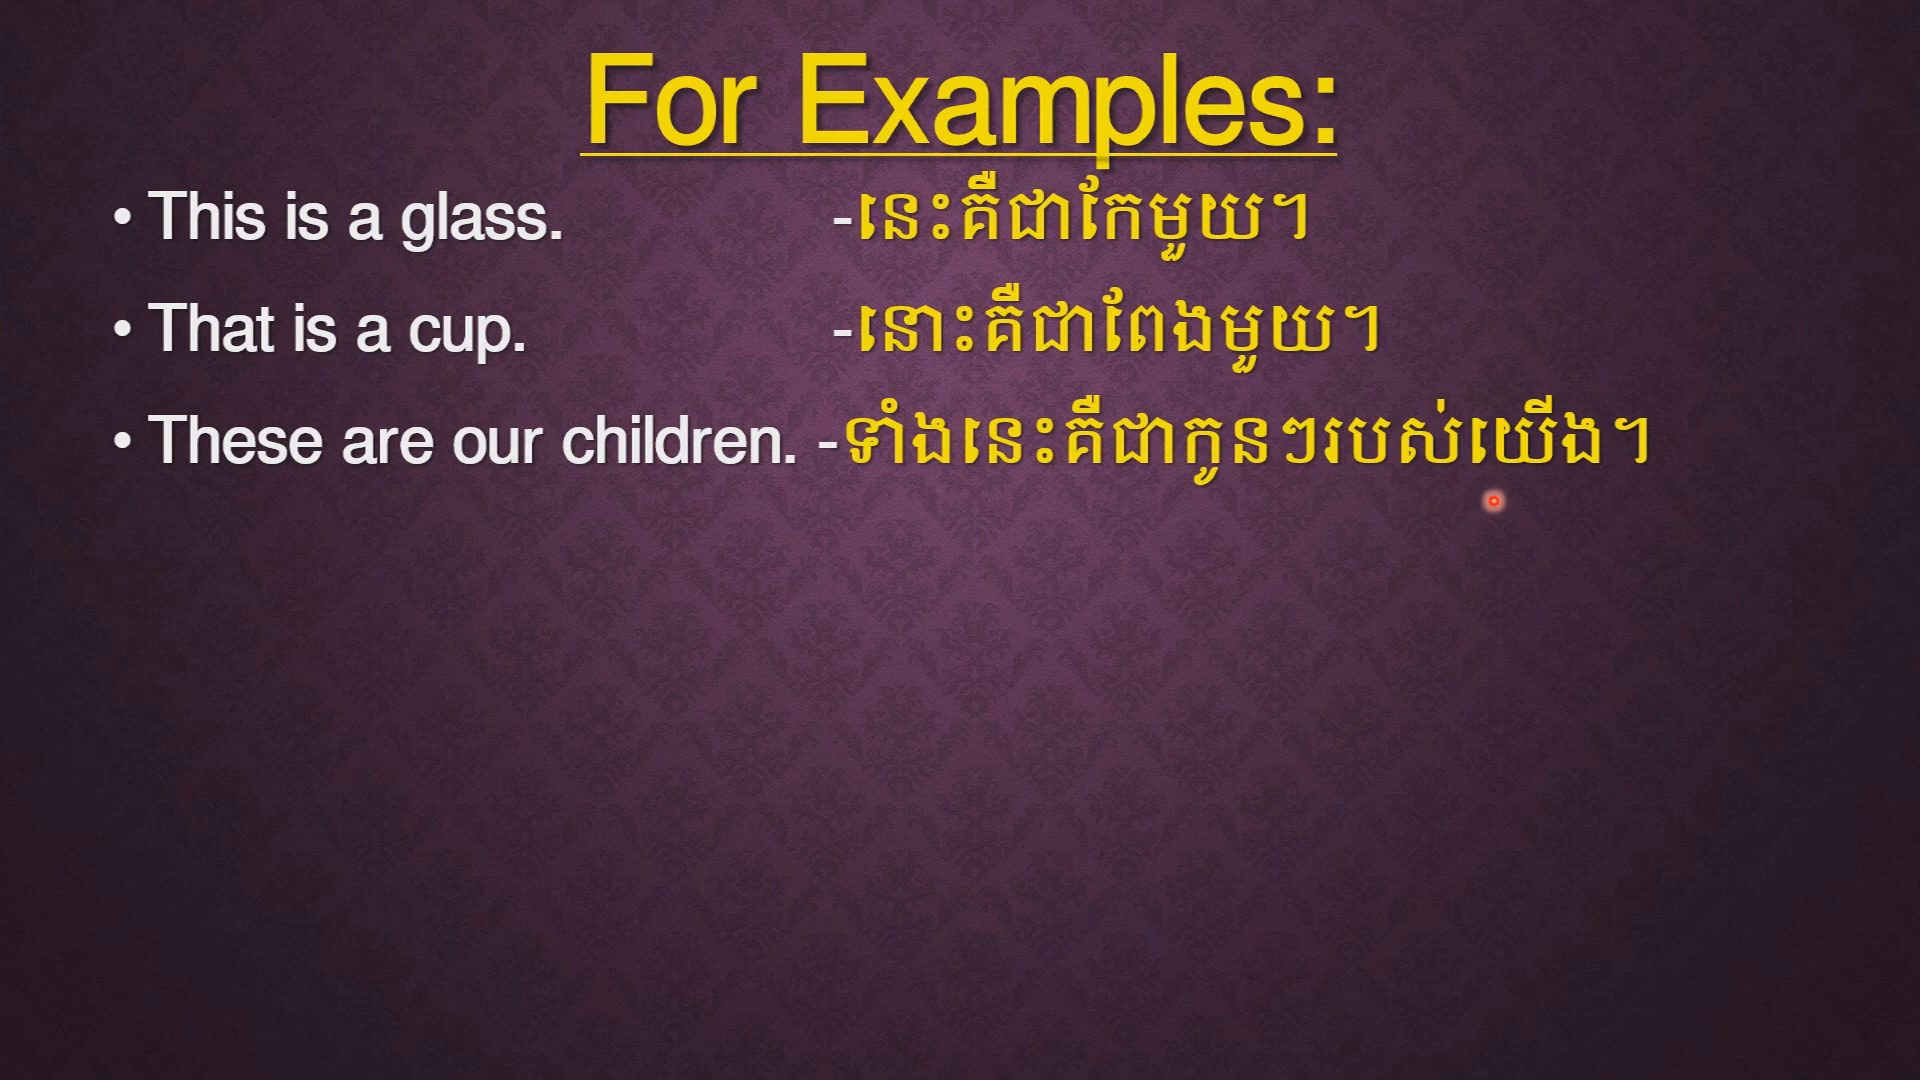 For Examples:
• This is a glass. -នេះគឺជាកែមួយ។
• That is a cup. -នោះគឺជាពែងមួយ។
• These are our children. -ទាំងនេះគឺជាកូនៗរបស់យើង។